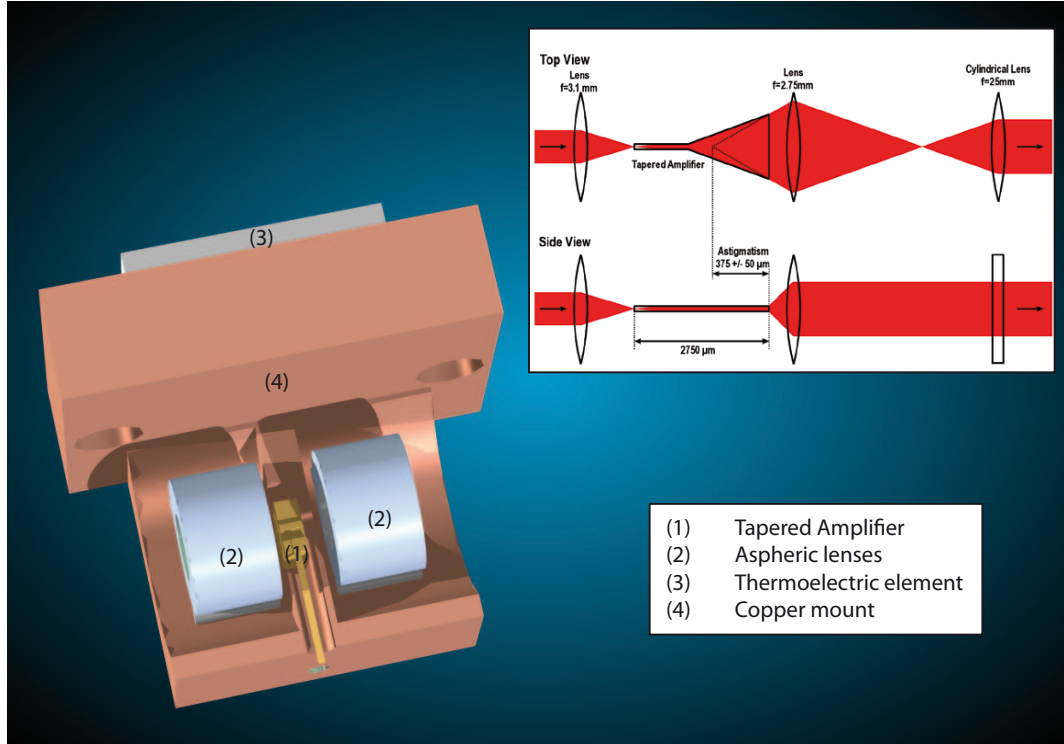 Top View
Lens
f=3.1 mm
Lens
f=2.75mm
Cylindrical Lens
f=25mm
Tapered Amplifier
Side View
Astigmatism
375 +/- 50 µm
2750 µm
(3)
(4)
(2)
(1)
(2)
(1) Tapered Amplifier
(2) Aspheric lenses
(3) Thermoelectric element
(4) Copper mount